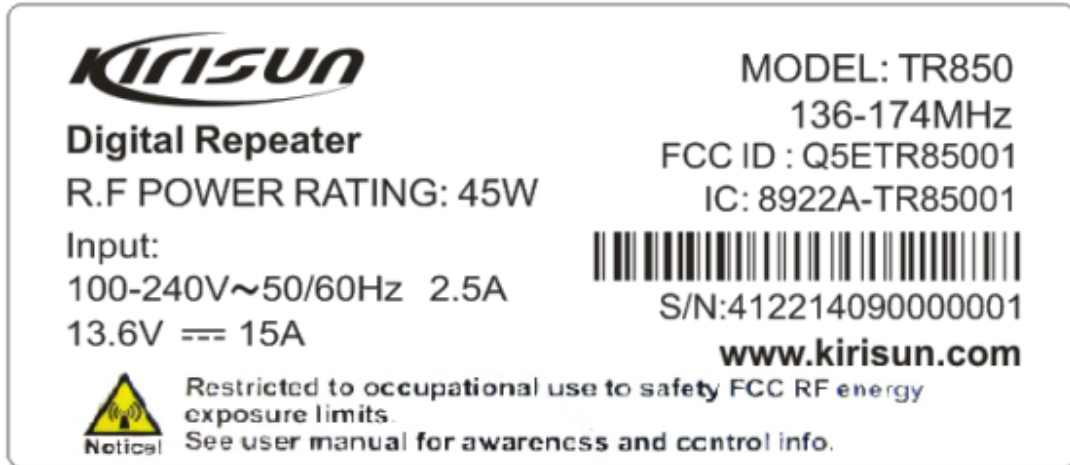 KIRISUN
Digital Repeater
R.F POWER RATING: 45W
Input:
100-240V~50/60Hz 2.5A
13.6V ⎓ 15A
MODEL: TR850
136-174MHz
FCC ID : Q5ETR85001
IC: 8922A-TR85001
S/N:412214090000001
www.kirisun.com
Notice!
Restricted to occupational use to safety FCC RF energy
exposure limits.
See user manual for awareness and control info.